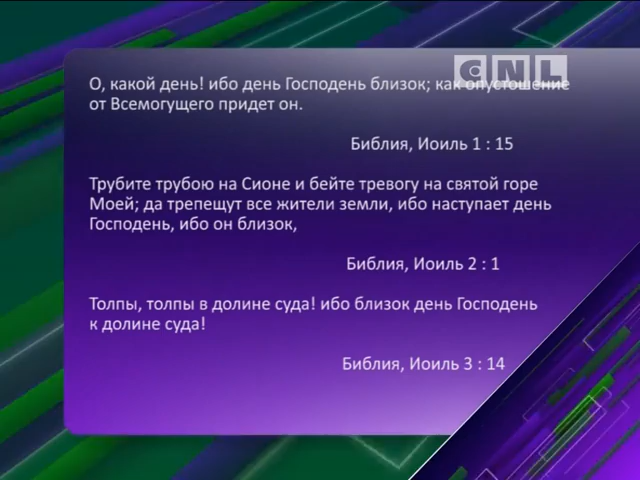 CNL
О, какой день! ибо день Господень близок; как опустошение
от Всемогущего придет он.
Библия, Иоиль 1 : 15
Трубите трубою на Сионе и бейте тревогу на святой горе
Моей; да трепещут все жители земли, ибо наступает день
Господень, ибо он близок,
Библия, Иоиль 2 : 1
Толпы, толпы в долине суда! ибо близок день Господень
к долине суда!
Библия, Иоиль 3 : 14